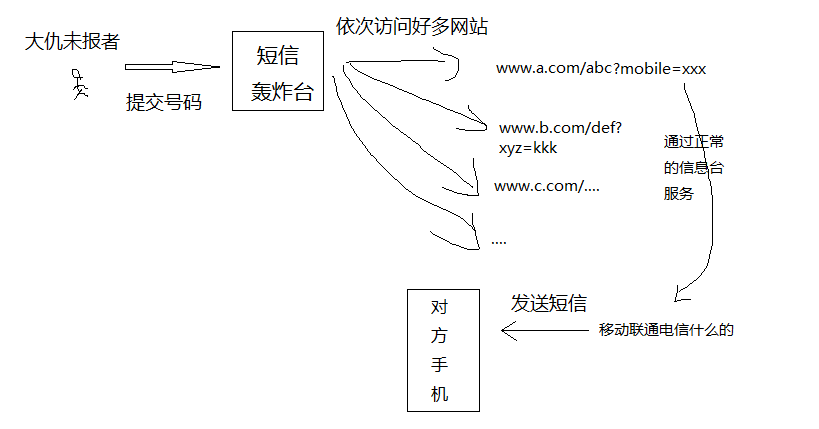 依次访问好多网站
大仇未报者
提交号码
短信
轰炸台
www.a.com/abc?mobile=xxx
www.b.com/def?
xyz=kkk
www.c.com/....
....
通过正常
的信息台
服务
对
方
手
机
发送短信
移动联通电信什么的